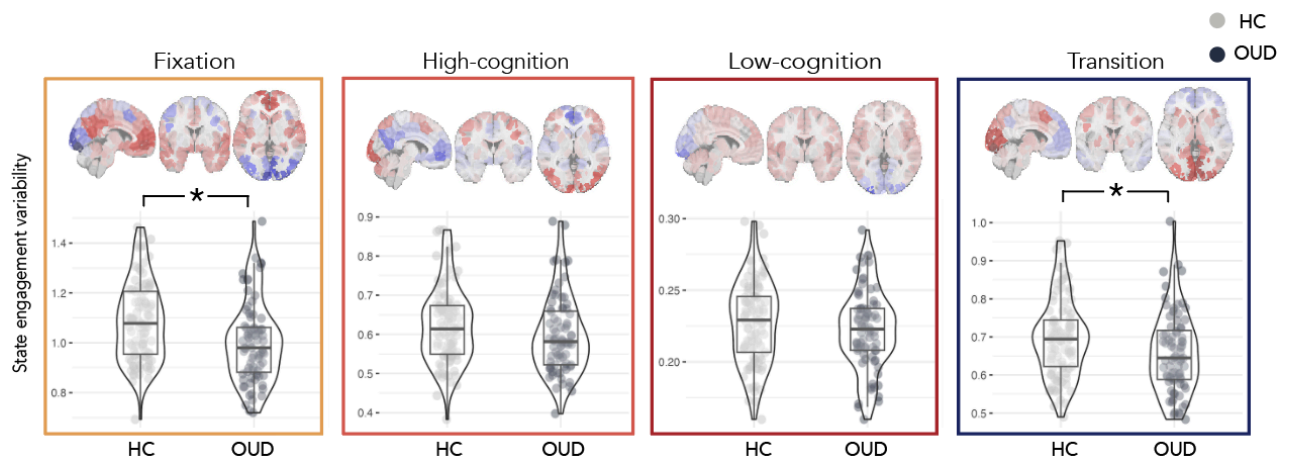 HC
OUD
Fixation
High-cognition
Low-cognition
Transition
State engagement variability
*
1.4
1.2
1.0
0.8
HC OUD
0.9
0.8
0.7
0.6
0.5
0.4
HC OUD
0.30
0.25
0.20
HC OUD
*
1.0
0.9
0.8
0.7
0.6
0.5
HC OUD